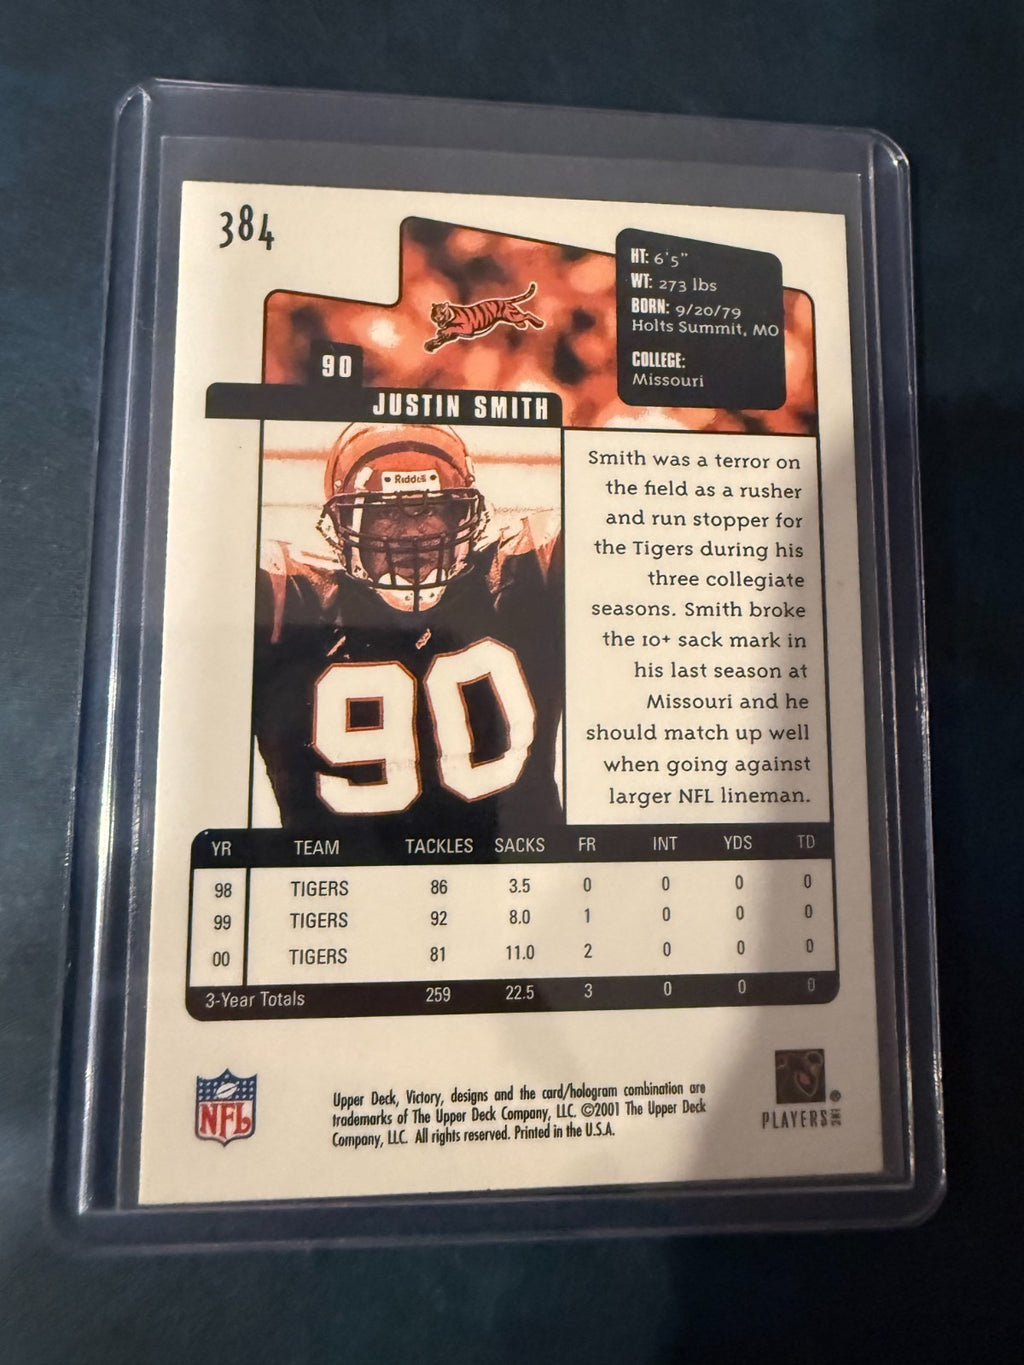 384
HT: 6'5"
WT: 273 lbs
BORN: 9/20/79
Holts Summit, MO
COLLEGE:
Missouri
90
JUSTIN SMITH
Riddell
90
Smith was a terror on
the field as a rusher
and run stopper for
the Tigers during his
three collegiate
seasons. Smith broke
the 10+ sack mark in
his last season at
Missouri and he
should match up well
when going against
larger NFL lineman.
YR TEAM TACKLES SACKS FR INT YDS TD
98 TIGERS 86 3.5 0 0 0 0
99 TIGERS 92 8.0 1 0 0 0
00 TIGERS 81 11.0 2 0 0 0
3-Year Totals 259 22.5 3 0 0 0
NFL
Upper Deck, Victory, designs and the card/hologram combination are
trademarks of The Upper Deck Company, LLC. ©2001 The Upper Deck
Company, LLC. All rights reserved. Printed in the U.S.A.
PLAYERS INC